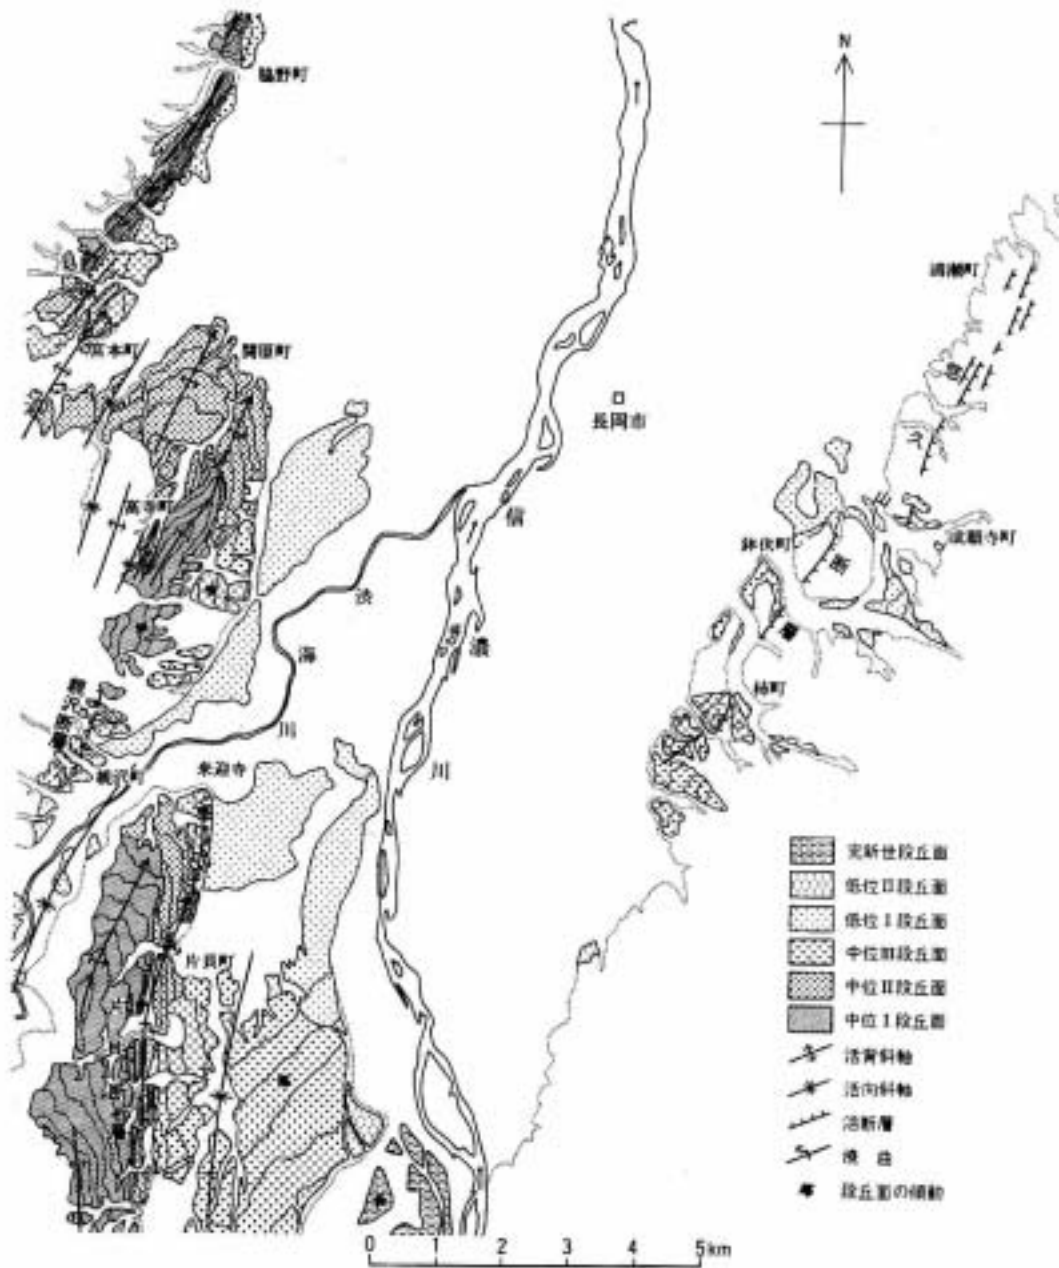 脇野町
N
宮本町
関原町
長岡市
高寺町
信
濃
川
渋
海
川
鉢伏町
成願寺町
柿町
来迎寺
片貝町
完新世段丘面
低位Ⅱ段丘面
低位Ⅰ段丘面
中位Ⅲ段丘面
中位Ⅱ段丘面
中位Ⅰ段丘面
活背斜軸
活向斜軸
活断層
撓曲
段丘面の傾動
0 1 2 3 4 5km